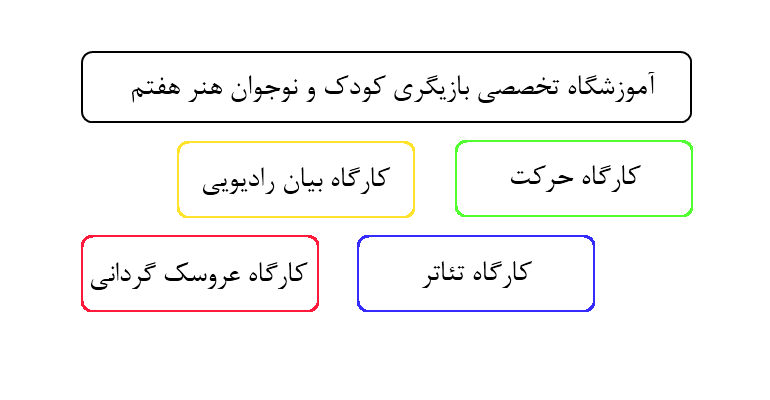 آموزشگاه تخصصی بازیگری کودک و نوجوان هنر هفتم
کارگاه حرکت
کارگاه بیان رادیویی
کارگاه تئاتر
کارگاه عروسک گردانی